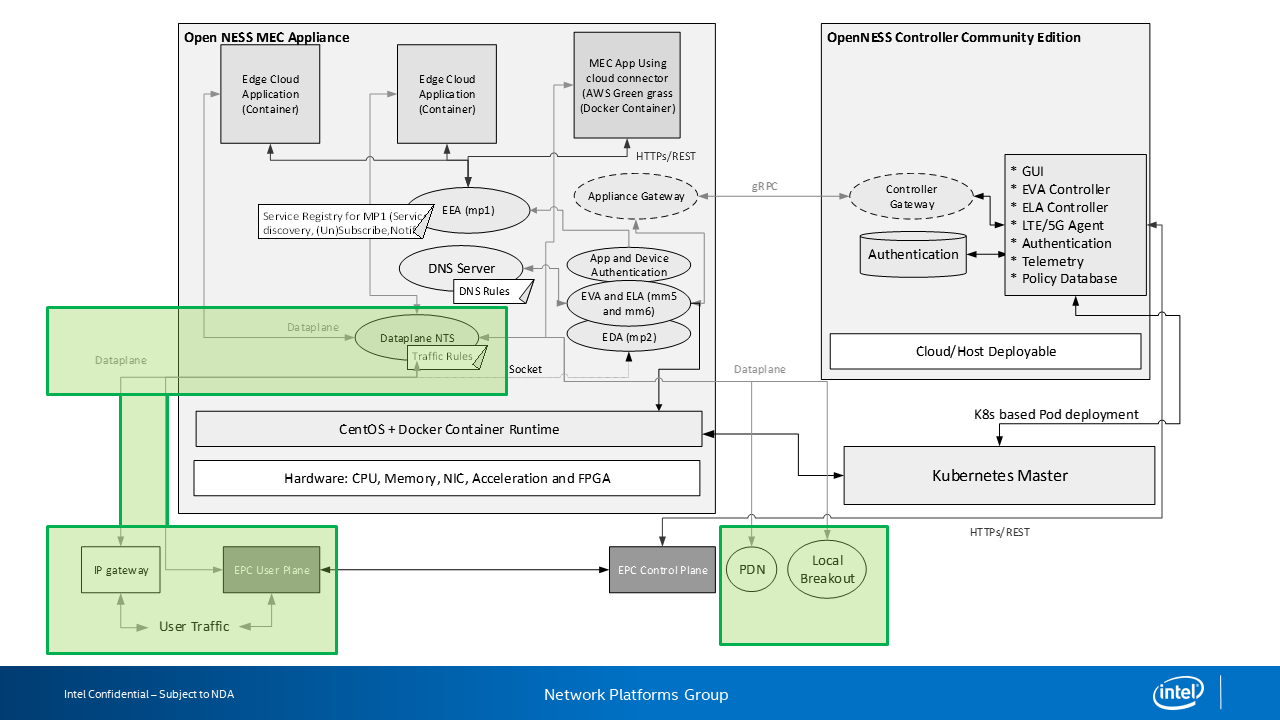 Open NESS MEC Appliance
Edge Cloud
Application
(Container)
Edge Cloud
Application
(Container)
MEC App Using
cloud connector
(AWS Green grass
(Docker Container)
HTTPs/REST
EEA (mp1)
Service Registry for MP1 (Service
discovery, (Un)Subscribe,Notif
Appliance Gateway
DNS Server
DNS Rules
App and Device
Authentication
EVA and ELA (mm5
and mm6)
EDA (mp2)
Dataplane
Dataplane NTS
Traffic Rules
Dataplane
Socket
Dataplane
CentOS + Docker Container Runtime
Hardware: CPU, Memory, NIC, Acceleration and FPGA
gRPC
OpenNESS Controller Community Edition
Controller
Gateway
Authentication
* GUI
* EVA Controller
* ELA Controller
* LTE/5G Agent
* Authentication
* Telemetry
* Policy Database
Cloud/Host Deployable
K8s based Pod deployment
Kubernetes Master
HTTPs/REST
IP gateway
EPC User Plane
User Traffic
EPC Control Plane
PDN
Local
Breakout
Intel Confidential – Subject to NDA
Network Platforms Group
intel